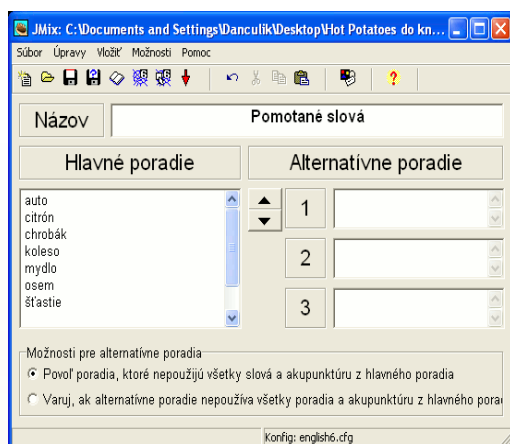 JMix: C:\Documents and Settings\Danculik\Desktop\Hot Potatoes do kn...
Súbor Úpravy Vložiť Možnosti Pomoc
Názov Pomotané slová
Hlavné poradie Alternatívne poradie
auto
citrón
chrobák
koleso
mydlo
osem
šťastie
1
2
3
Možnosti pre alternatívne poradia
Povoľ poradia, ktoré nepoužijú všetky slová a akupunktúru z hlavného poradia
Varuj, ak alternatívne poradie nepoužíva všetky poradia a akupunktúru z hlavného porad
Konfig: english6.cfg